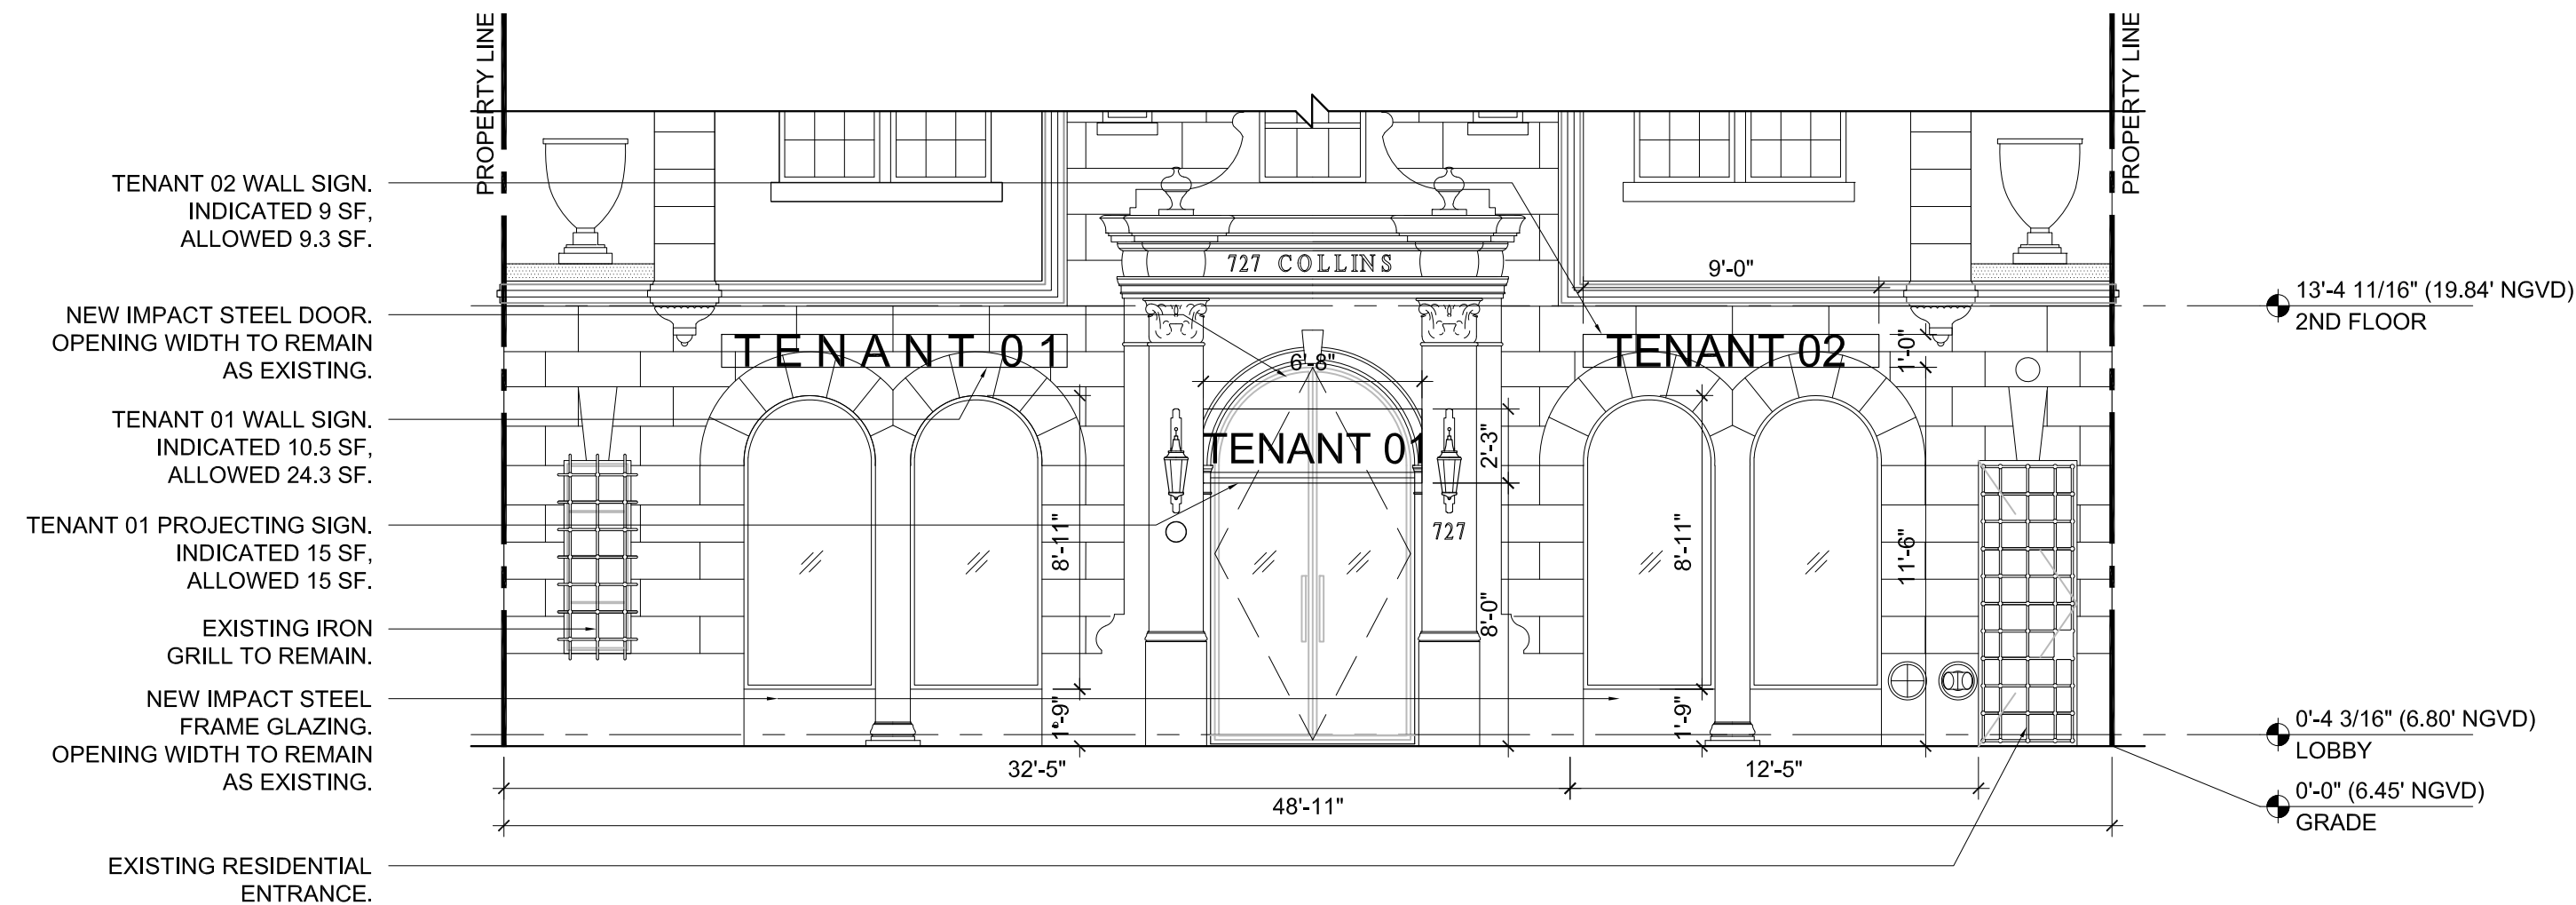 PROPERTY LINE
PROPERTY LINE
TENANT 02 WALL SIGN.
INDICATED 9 SF,
ALLOWED 9.3 SF.
NEW IMPACT STEEL DOOR.
OPENING WIDTH TO REMAIN
AS EXISTING.
TENANT 01 WALL SIGN.
INDICATED 10.5 SF,
ALLOWED 24.3 SF.
TENANT 01 PROJECTING SIGN.
INDICATED 15 SF,
ALLOWED 15 SF.
EXISTING IRON
GRILL TO REMAIN.
NEW IMPACT STEEL
FRAME GLAZING.
OPENING WIDTH TO REMAIN
AS EXISTING.
EXISTING RESIDENTIAL
ENTRANCE.
727 COLLINS
9'-0"
TENANT 01
6'-8"
TENANT 02
1'-0"
TENANT 01
2'-3"
727
8'-11"
8'-11"
11'-6"
8'-0"
1'-9"
1'-9"
32'-5"
12'-5"
48'-11"
13'-4 11/16" (19.84' NGVD)
2ND FLOOR
0'-4 3/16" (6.80' NGVD)
LOBBY
0'-0" (6.45' NGVD)
GRADE